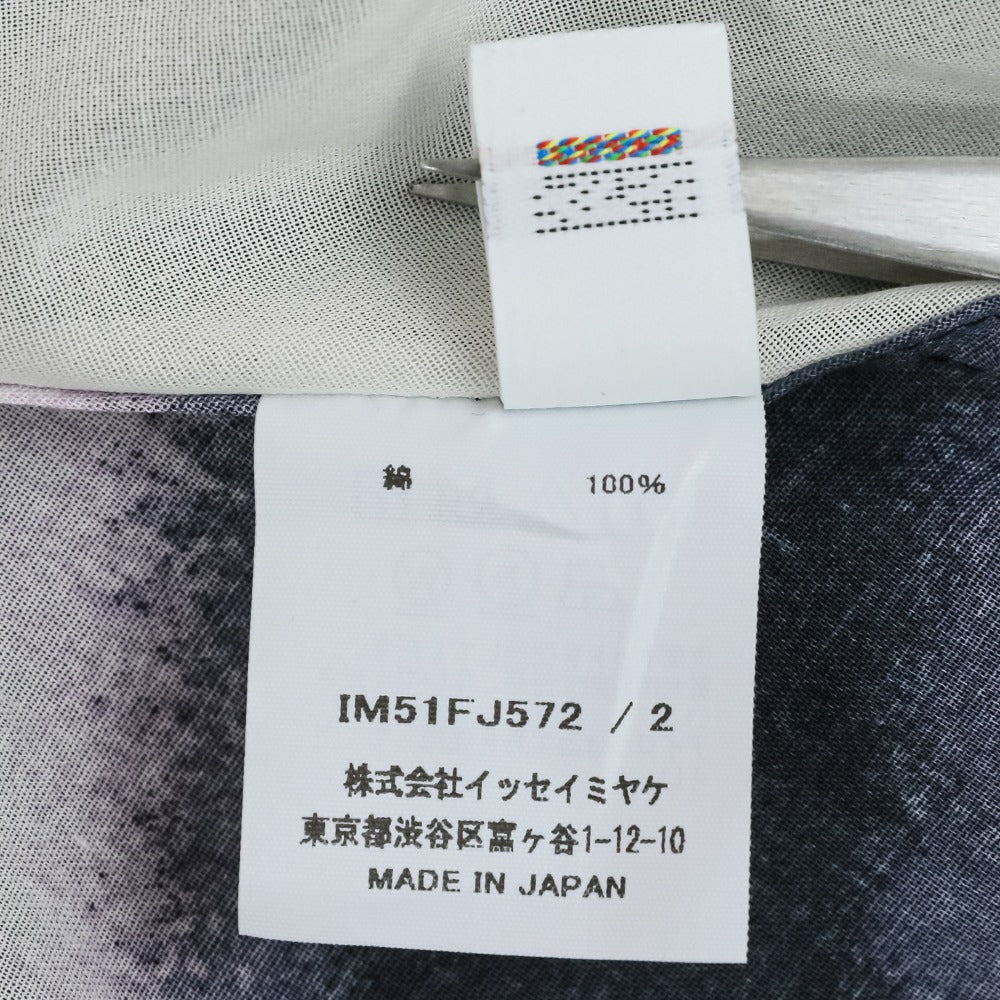 綿 100%
IM51FJ572 / 2
株式会社イッセイミヤケ
東京都渋谷区富ヶ谷1-12-10
MADE IN JAPAN